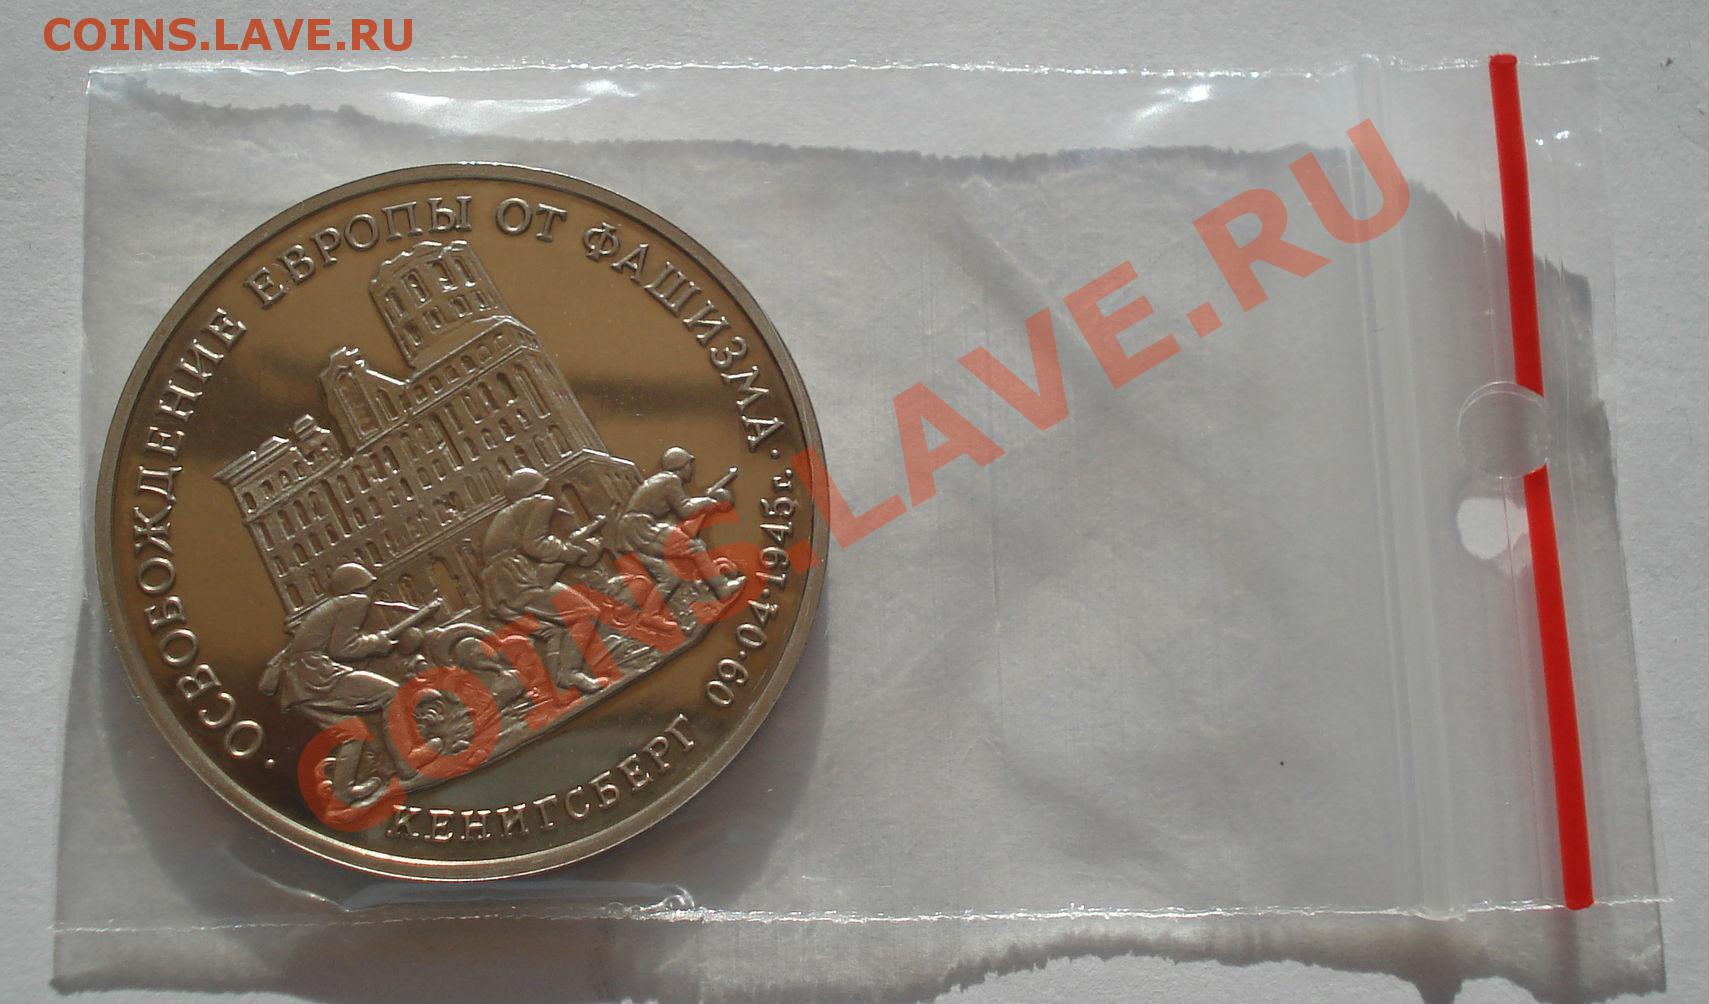 COINS.LAVE.RU
· ОСВОБОЖДЕНИЕ ЕВРОПЫ ОТ ФАШИЗМА ·
КЕНИГСБЕРГ 09·04·1945г.
COINS.LAVE.RU